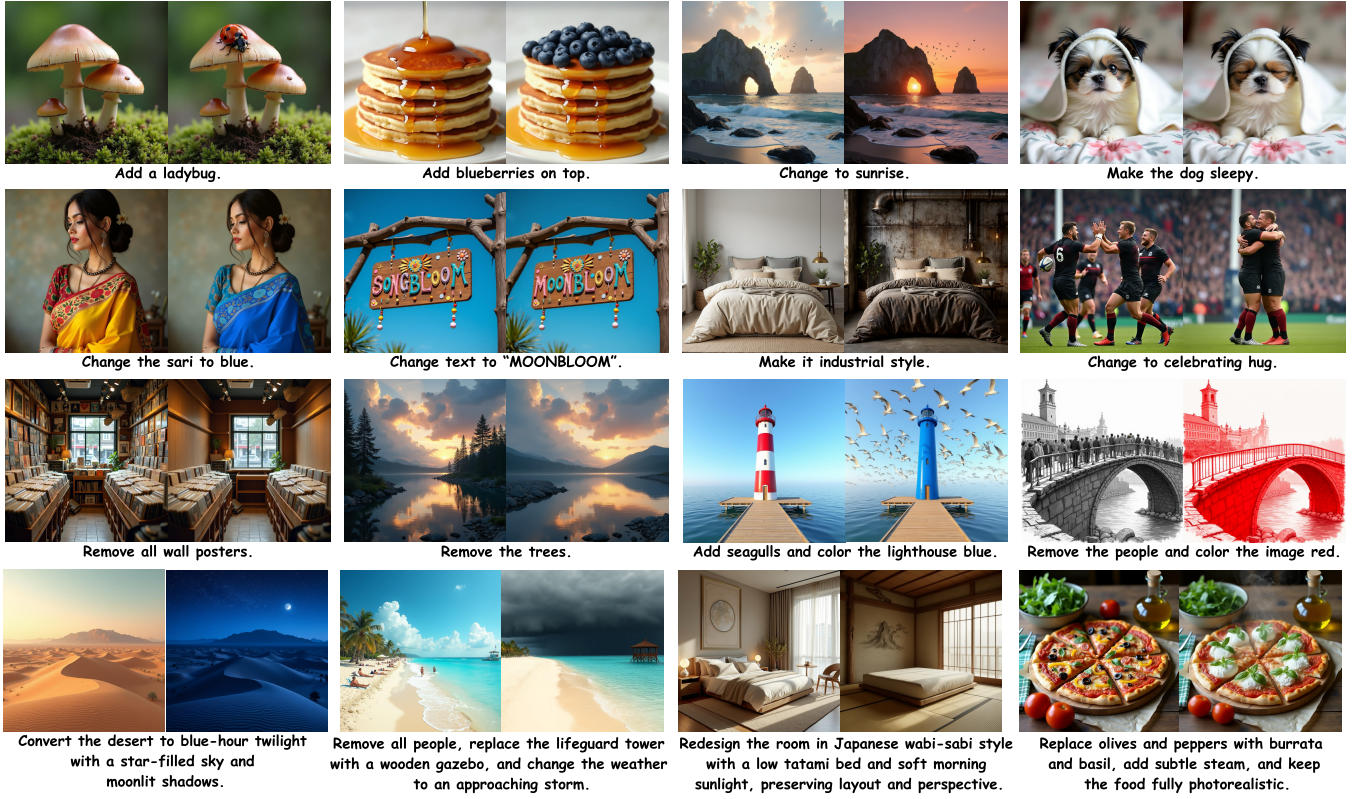 Add a ladybug.
Add blueberries on top.
Change to sunrise.
Make the dog sleepy.
SONGBLOOM
MOONBLOOM
6
Change the sari to blue.
Change text to “MOONBLOOM”.
Make it industrial style.
Change to celebrating hug.
Remove all wall posters.
Remove the trees.
Add seagulls and color the lighthouse blue.
Remove the people and color the image red.
Convert the desert to blue-hour twilight
with a star-filled sky and
moonlit shadows.
Remove all people, replace the lifeguard tower
with a wooden gazebo, and change the weather
to an approaching storm.
Redesign the room in Japanese wabi-sabi style
with a low tatami bed and soft morning
sunlight, preserving layout and perspective.
Replace olives and peppers with burrata
and basil, add subtle steam, and keep
the food fully photorealistic.